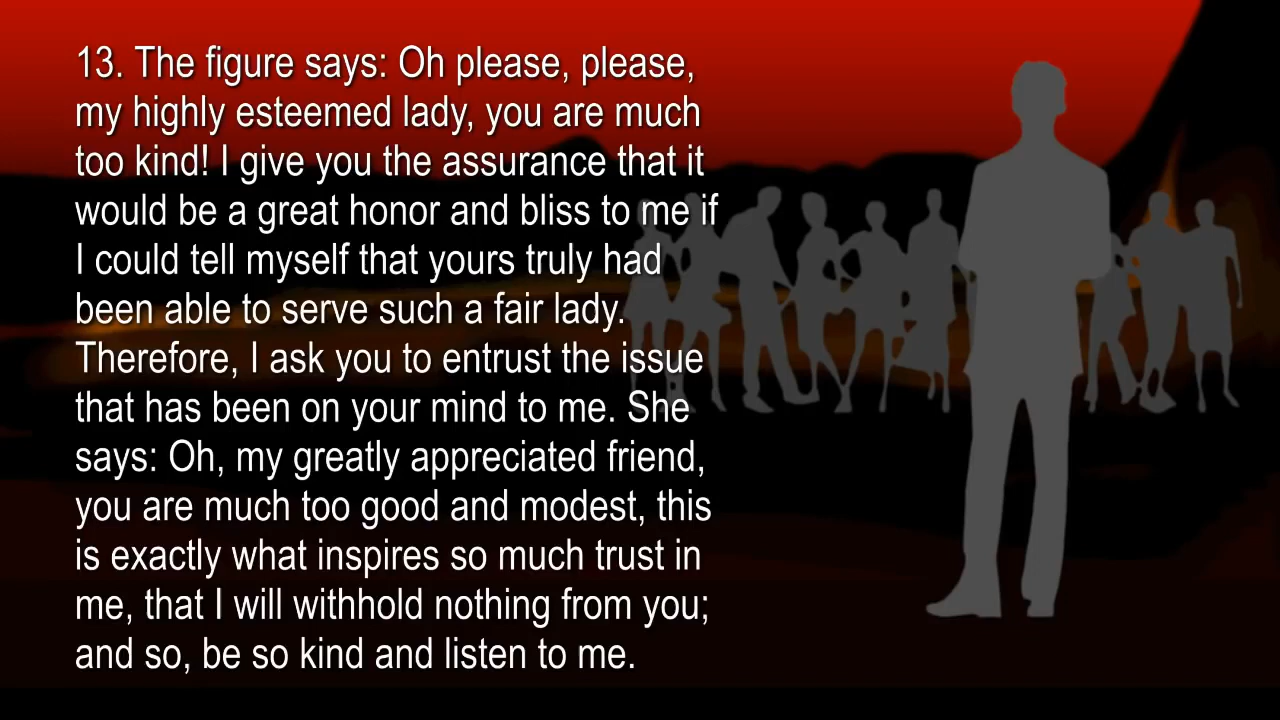 13. The figure says: Oh please, please,
my highly esteemed lady, you are much
too kind! I give you the assurance that it
would be a great honor and bliss to me if
I could tell myself that yours truly had
been able to serve such a fair lady.
Therefore, I ask you to entrust the issue
that has been on your mind to me. She
says: Oh, my greatly appreciated friend,
you are much too good and modest, this
is exactly what inspires so much trust in
me, that I will withhold nothing from you;
and so, be so kind and listen to me.